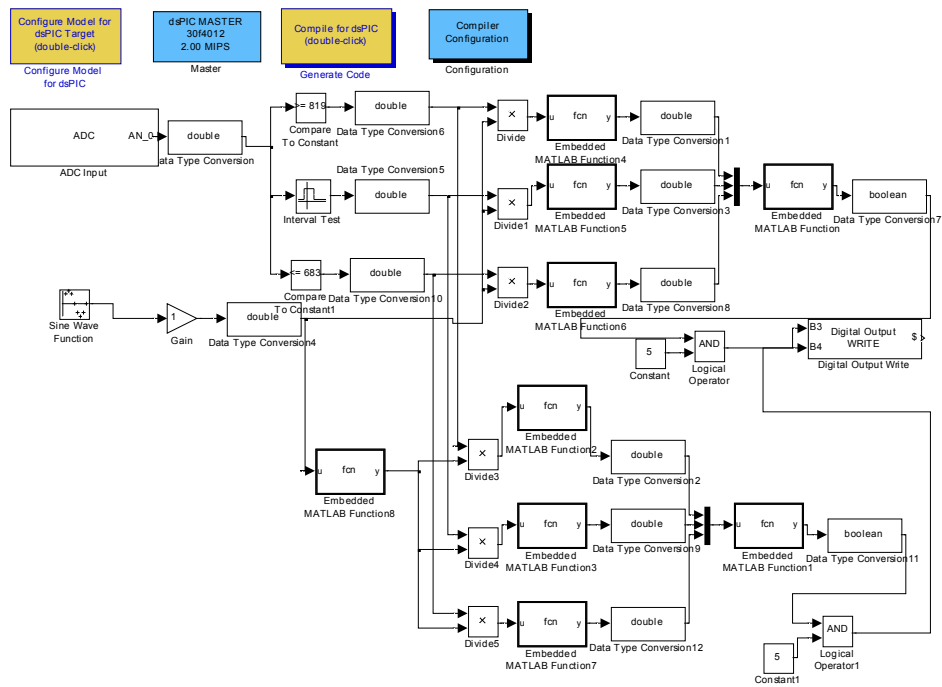 Configure Model for
dsPIC Target
(double-click)
Configure Model
for dsPIC
dsPIC MASTER
30f4012
2.00 MIPS
Master
Compile for dsPIC
(double-click)
Generate Code
Compiler
Configuration
Configuration
ADC
AN_0
ADC Input
double
Data Type Conversion
>= 819
Compare
To Constant
double
Data Type Conversion6
Data Type Conversion5
Interval Test
double
<= 683
Compare
To Constant1
double
Data Type Conversion10
×
Divide
u fcn y
Embedded
MATLAB Function4
double
Data Type Conversion1
×
Divide1
u fcn y
Embedded
MATLAB Function5
double
Data Type Conversion3
×
Divide2
u fcn y
Embedded
MATLAB Function6
double
Data Type Conversion8
u fcn y
Embedded
MATLAB Function
boolean
Data Type Conversion7
Sine Wave
Function
1
Gain
double
Data Type Conversion4
5
Constant
AND
Logical
Operator
B3
B4
Digital Output
WRITE
$
Digital Output Write
u fcn y
Embedded
MATLAB Function8
×
Divide3
u fcn y
Embedded
MATLAB Function2
double
Data Type Conversion2
×
Divide4
u fcn y
Embedded
MATLAB Function3
double
Data Type Conversion9
×
Divide5
u fcn y
Embedded
MATLAB Function7
double
Data Type Conversion12
u fcn y
Embedded
MATLAB Function1
boolean
Data Type Conversion11
5
Constant1
AND
Logical
Operator1